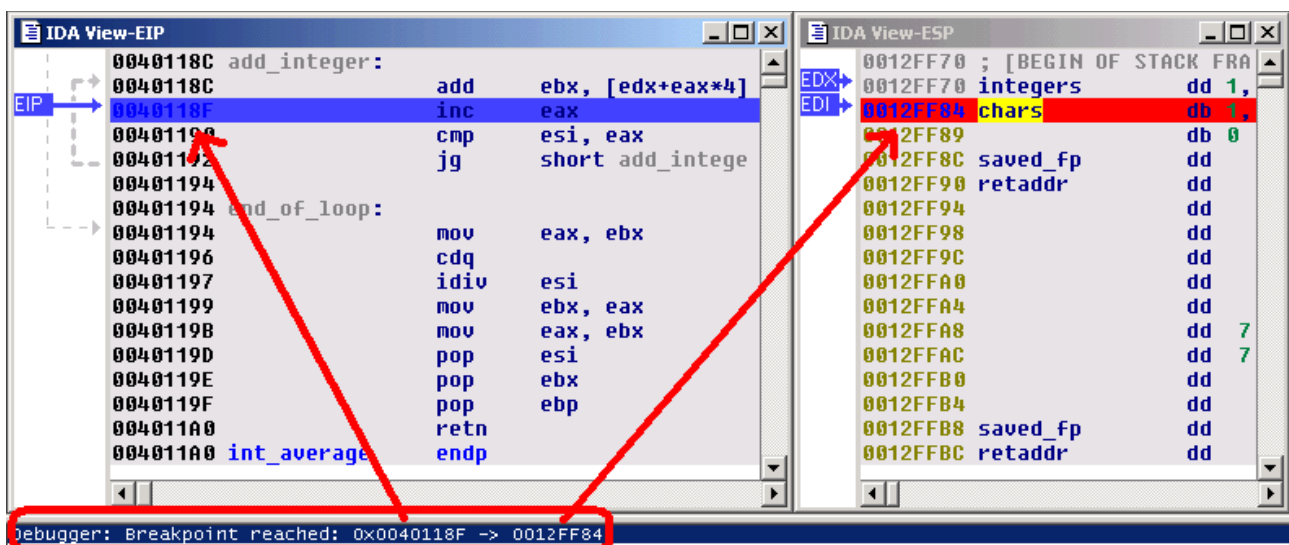 IDA View-EIP
0040118C add_integer:
0040118C add ebx, [edx+eax*4]
EIP 0040118F inc eax
00401190 cmp esi, eax
00401192 jg short add_intege
00401194
00401194 end_of_loop:
00401194 mov eax, ebx
00401196 cdq
00401197 idiv esi
00401199 mov ebx, eax
0040119B mov eax, ebx
0040119D pop esi
0040119E pop ebx
0040119F pop ebp
004011A0 retn
004011A0 int_average endp
IDA View-ESP
0012FF70 ; [BEGIN OF STACK FRA
EDX 0012FF70 integers dd 1,
EDI 0012FF84 chars db 1,
0012FF89 db 0
0012FF8C saved_fp dd
0012FF90 retaddr dd
0012FF94 dd
0012FF98 dd
0012FF9C dd
0012FFA0 dd
0012FFA4 dd
0012FFA8 dd 7
0012FFAC dd 7
0012FFB0 dd
0012FFB4 dd
0012FFB8 saved_fp dd
0012FFBC retaddr dd
Debugger: Breakpoint reached: 0x0040118F -> 0012FF84